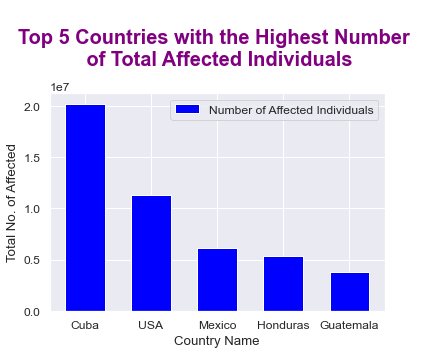 Top 5 Countries with the Highest Number
of Total Affected Individuals
1e7
Number of Affected Individuals
2.0
1.5
1.0
0.5
0.0
Total No. of Affected
Cuba USA Mexico Honduras Guatemala
Country Name